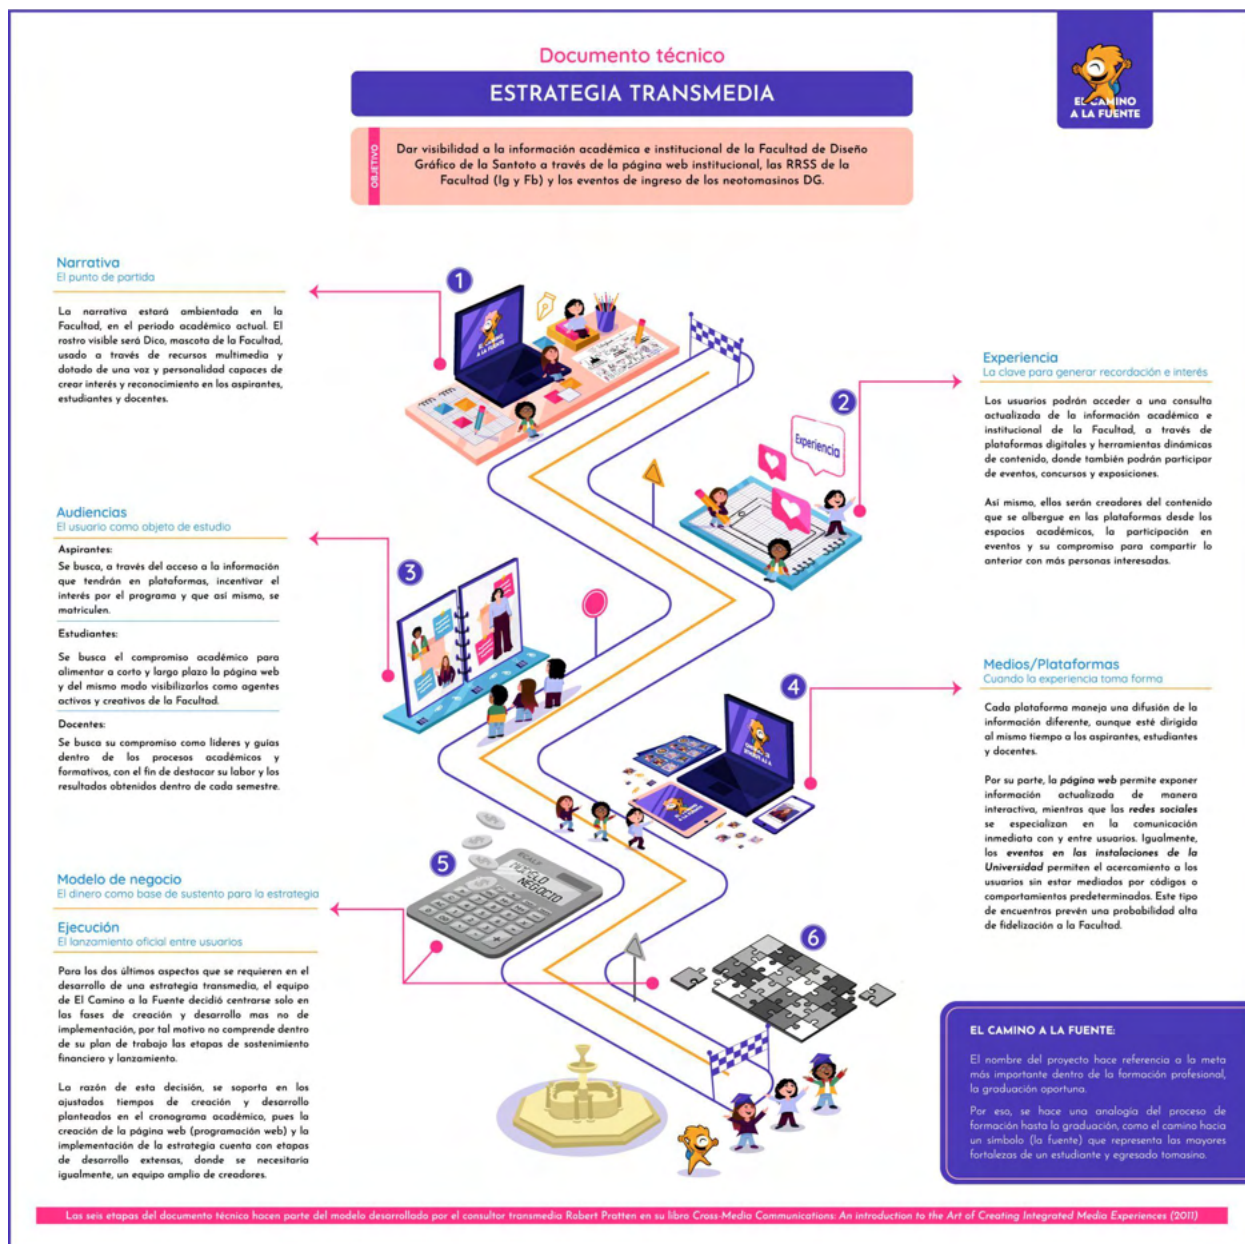 Documento técnico
ESTRATEGIA TRANSMEDIA
EL CAMINO
A LA FUENTE
OBJETIVO
Dar visibilidad a la información académica e institucional de la Facultad de Diseño
Gráfico de la Santoto a través de la página web institucional, las RRSS de la
Facultad (Ig y Fb) y los eventos de ingreso de los neotomasinos DG.
Narrativa
El punto de partida
La narrativa estará ambientada en la
Facultad, en el periodo académico actual. El
rostro visible será Dico, mascota de la Facultad,
usado a través de recursos multimedia y
dotado de una voz y personalidad capaces de
crear interés y reconocimiento en los aspirantes,
estudiantes y docentes.
1
EL CAMINO
A LA FUENTE
Experiencia
La clave para generar recordación e interés
Los usuarios podrán acceder a una consulta
actualizada de la información académica e
institucional de la Facultad, a través de
plataformas digitales y herramientas dinámicas
de contenido, donde también podrán participar
de eventos, concursos y exposiciones.
Así mismo, ellos serán creadores del contenido
que se albergue en las plataformas desde los
espacios académicos, la participación en
eventos y su compromiso para compartir lo
anterior con más personas interesadas.
2
Experiencia
Audiencias
El usuario como objeto de estudio
Aspirantes:
Se busca, a través del acceso a la información
que tendrán en plataformas, incentivar el
interés por el programa y que así mismo, se
matriculen.
Estudiantes:
Se busca el compromiso académico para
alimentar a corto y largo plazo la página web
y del mismo modo visibilizarlos como agentes
activos y creativos de la Facultad.
Docentes:
Se busca su compromiso como líderes y guías
dentro de los procesos académicos y
formativos, con el fin de destacar su labor y los
resultados obtenidos dentro de cada semestre.
3
Medios/Plataformas
Cuando la experiencia toma forma
Cada plataforma maneja una difusión de la
información diferente, aunque esté dirigida
al mismo tiempo a los aspirantes, estudiantes
y docentes.
Por su parte, la página web permite exponer
información actualizada de manera
interactiva, mientras que las redes sociales
se especializan en la comunicación
inmediata con y entre usuarios. Igualmente,
los eventos en las instalaciones de la
Universidad permiten el acercamiento a los
usuarios sin estar mediados por códigos o
comportamientos predeterminados. Este tipo
de encuentros prevén una probabilidad alta
de fidelización a la Facultad.
4
Modelo de negocio
El dinero como base de sustento para la estrategia
Ejecución
El lanzamiento oficial entre usuarios
Para los dos últimos aspectos que se requieren en el
desarrollo de una estrategia transmedia, el equipo
de El Camino a la Fuente decidió centrarse solo en
las fases de creación y desarrollo mas no de
implementación, por tal motivo no comprende dentro
de su plan de trabajo las etapas de sostenimiento
financiero y lanzamiento.
La razón de esta decisión, se soporta en los
ajustados tiempos de creación y desarrollo
planteados en el cronograma académico, pues la
creación de la página web (programación web) y la
implementación de la estrategia cuenta con etapas
de desarrollo extensas, donde se necesitaría
igualmente, un equipo amplio de creadores.
5
MODELO
NEGOCIO
6
EL CAMINO A LA FUENTE:
El nombre del proyecto hace referencia a la meta
más importante dentro de la formación profesional,
la graduación oportuna.
Por eso, se hace una analogía del proceso de
formación hasta la graduación, como el camino hacia
un símbolo (la fuente) que representa las mayores
fortalezas de un estudiante y egresado tomasino.
Las seis etapas del documento técnico hacen parte del modelo desarrollado por el consultor transmedia Robert Pratten en su libro Cross-Media Communications: An introduction to the Art of Creating Integrated Media Experiences (2011)